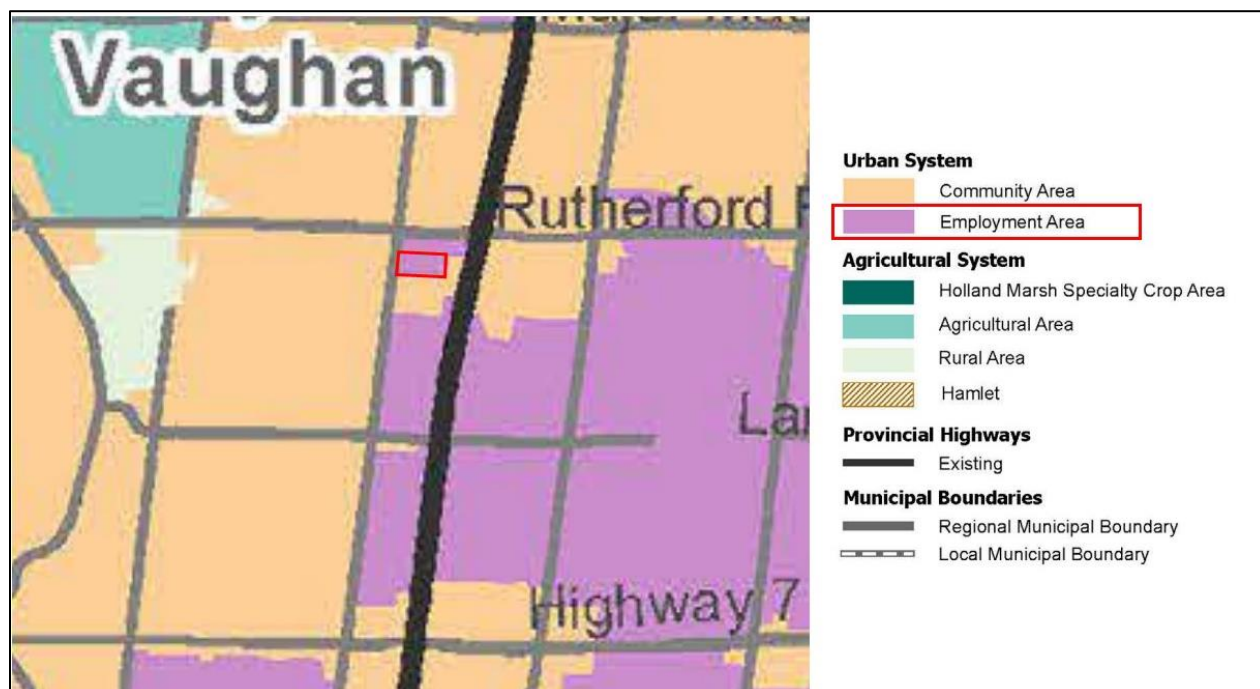 Vaughan
Rutherford
Highway 7
Urban System
Community Area
Employment Area
Agricultural System
Holland Marsh Specialty Crop Area
Agricultural Area
Rural Area
Hamlet
Provincial Highways
Existing
Municipal Boundaries
Regional Municipal Boundary
Local Municipal Boundary